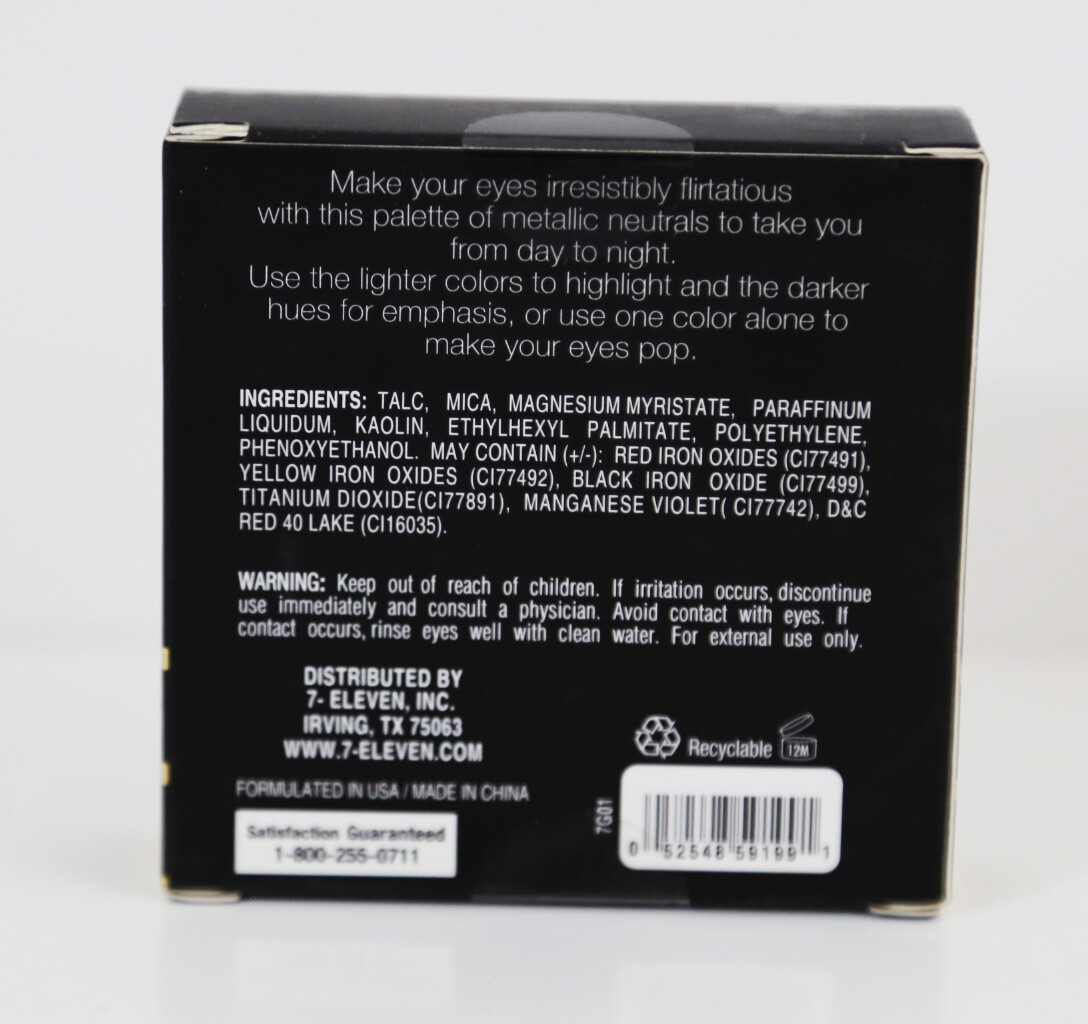 Make your eyes irresistibly flirtatious
with this palette of metallic neutrals to take you
from day to night.
Use the lighter colors to highlight and the darker
hues for emphasis, or use one color alone to
make your eyes pop.
INGREDIENTS: TALC, MICA, MAGNESIUM MYRISTATE, PARAFFINUM
LIQUIDUM, KAOLIN, ETHYLHEXYL PALMITATE, POLYETHYLENE,
PHENOXYETHANOL. MAY CONTAIN (+/-): RED IRON OXIDES (CI77491),
YELLOW IRON OXIDES (CI77492), BLACK IRON OXIDE (CI77499),
TITANIUM DIOXIDE(CI77891), MANGANESE VIOLET( CI77742), D&C
RED 40 LAKE (CI16035).
WARNING: Keep out of reach of children. If irritation occurs, discontinue
use immediately and consult a physician. Avoid contact with eyes. If
contact occurs, rinse eyes well with clean water. For external use only.
DISTRIBUTED BY
7- ELEVEN, INC.
IRVING, TX 75063
WWW.7-ELEVEN.COM
Recyclable 12M
FORMULATED IN USA / MADE IN CHINA
Satisfaction Guaranteed
1-800-255-0711
7G01
0 52548 59199 1